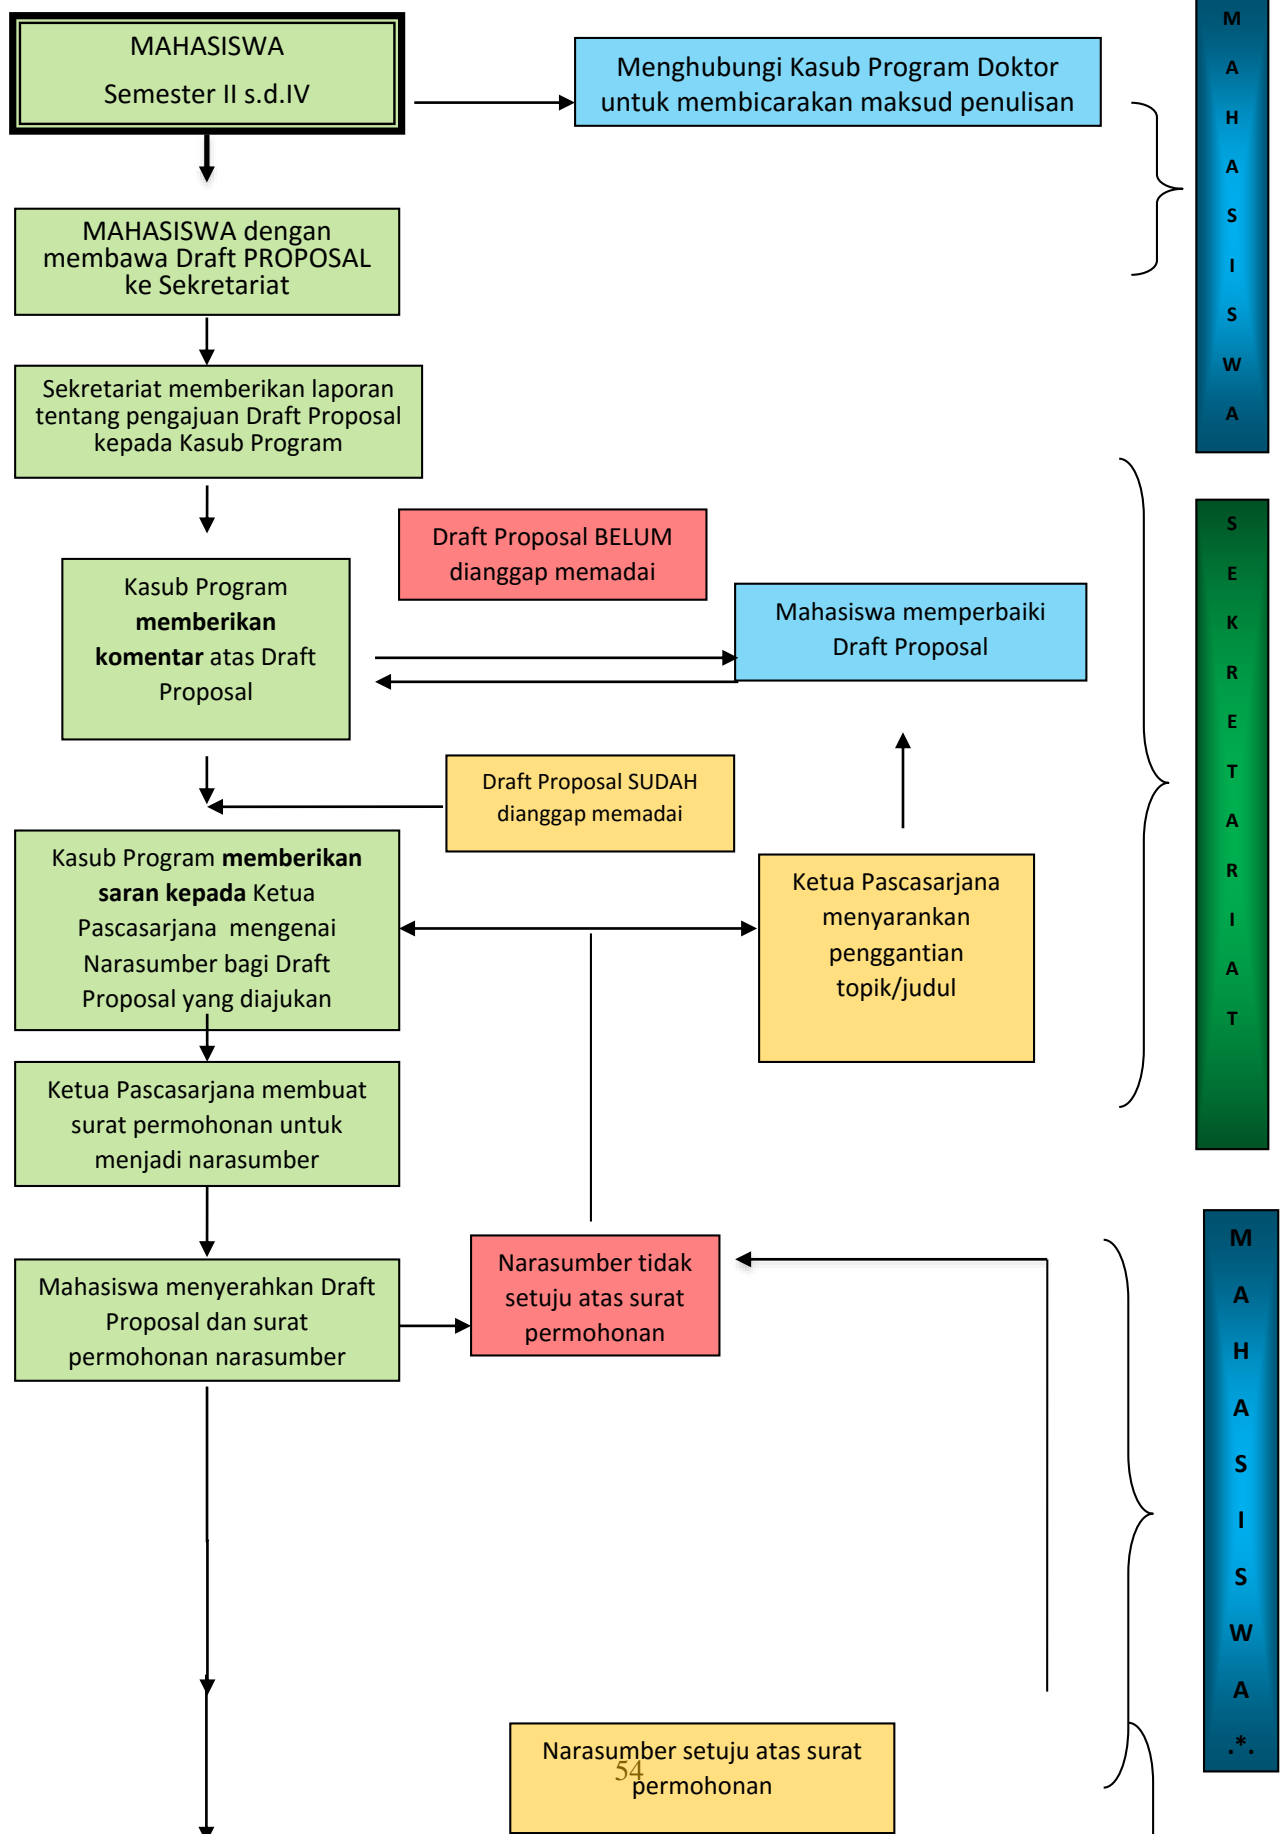 MAHASISWA
Semester II s.d.IV
Menghubungi Kasub Program Doktor
untuk membicarakan maksud penulisan
M
A
H
A
S
I
S
W
A
MAHASISWA dengan
membawa Draft PROPOSAL
ke Sekretariat
Sekretariat memberikan laporan
tentang pengajuan Draft Proposal
kepada Kasub Program
Draft Proposal BELUM
dianggap memadai
Kasub Program
memberikan
komentar atas Draft
Proposal
Mahasiswa memperbaiki
Draft Proposal
S
E
K
R
E
T
A
R
I
A
T
Draft Proposal SUDAH
dianggap memadai
Kasub Program memberikan
saran kepada Ketua
Pascasarjana  mengenai
Narasumber bagi Draft
Proposal yang diajukan
Ketua Pascasarjana
menyarankan
penggantian
topik/judul
Ketua Pascasarjana membuat
surat permohonan untuk
menjadi narasumber
Mahasiswa menyerahkan Draft
Proposal dan surat
permohonan narasumber
Narasumber tidak
setuju atas surat
permohonan
M
A
H
A
S
I
S
W
A
.*.
Narasumber setuju atas surat
permohonan
54